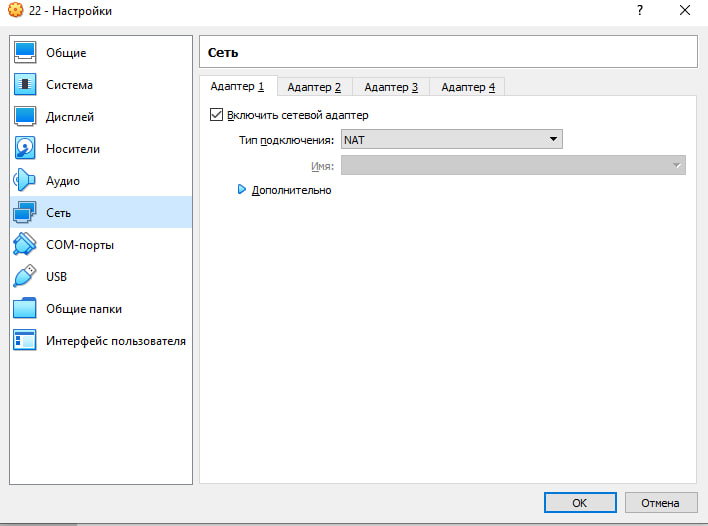 22 - Настройки
?
Общие
Система
Дисплей
Носители
Аудио
Сеть
COM-порты
USB
Общие папки
Интерфейс пользователя
Сеть
Адаптер 1 Адаптер 2 Адаптер 3 Адаптер 4
Включить сетевой адаптер
Тип подключения: NAT
Имя:
Дополнительно
OK Отмена